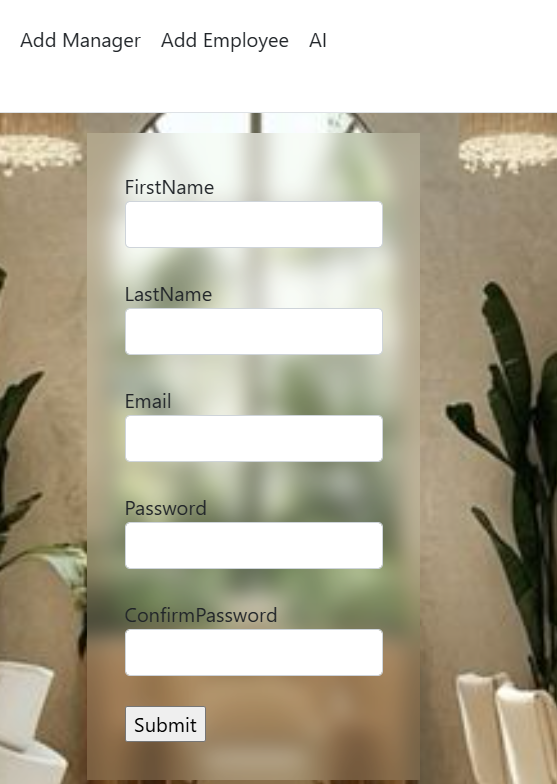 Add Manager Add Employee AI
FirstName
LastName
Email
Password
ConfirmPassword
Submit